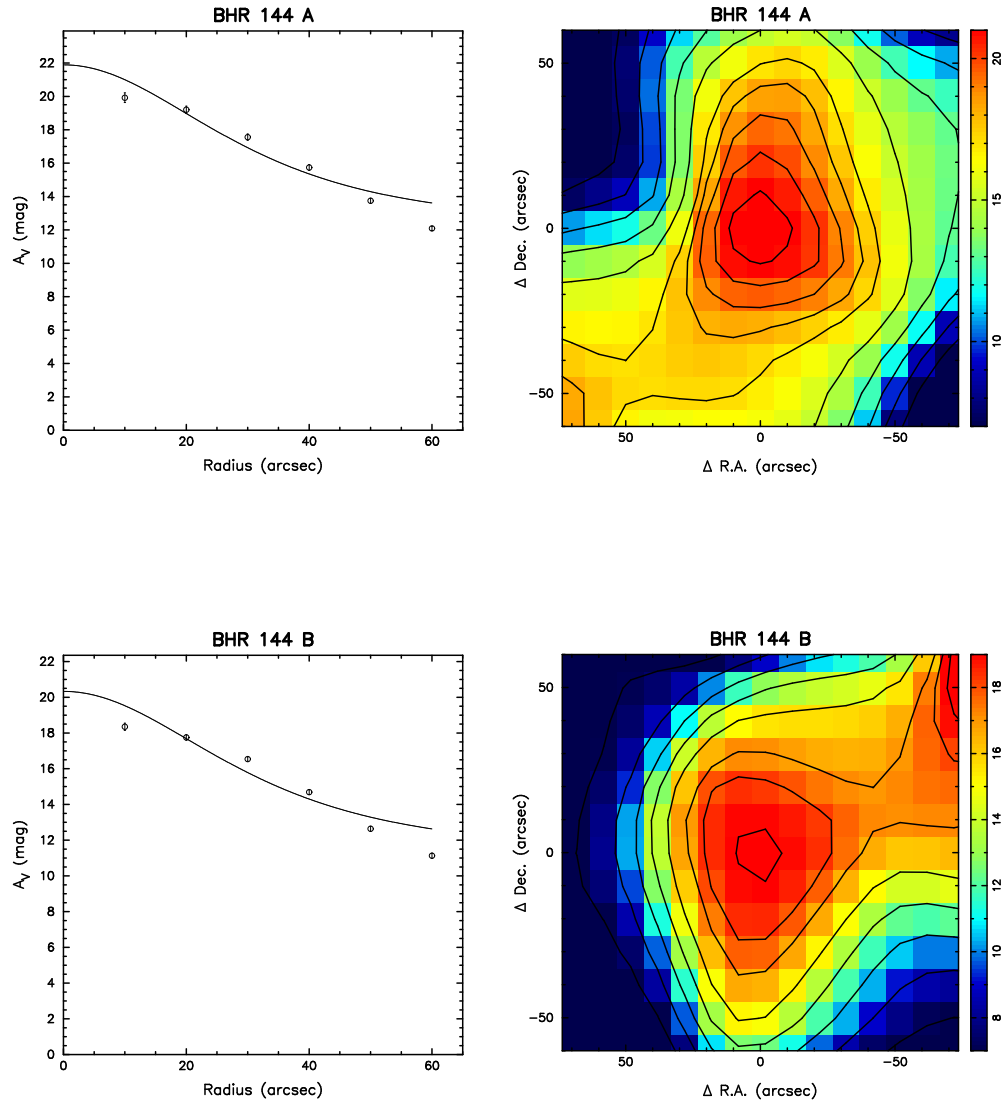 BHR 144 A
A_V (mag)
22
20
18
16
14
12
10
8
6
4
2
0
0 20 40 60
Radius (arcsec)
BHR 144 A
Δ Dec. (arcsec)
50
0
−50
50 0 −50
Δ R.A. (arcsec)
20
10
BHR 144 B
A_V (mag)
22
20
18
16
14
12
10
8
6
4
2
0
0 20 40 60
Radius (arcsec)
BHR 144 B
Δ Dec. (arcsec)
50
0
−50
50 0 −50
Δ R.A. (arcsec)
18
16
14
12
10
8